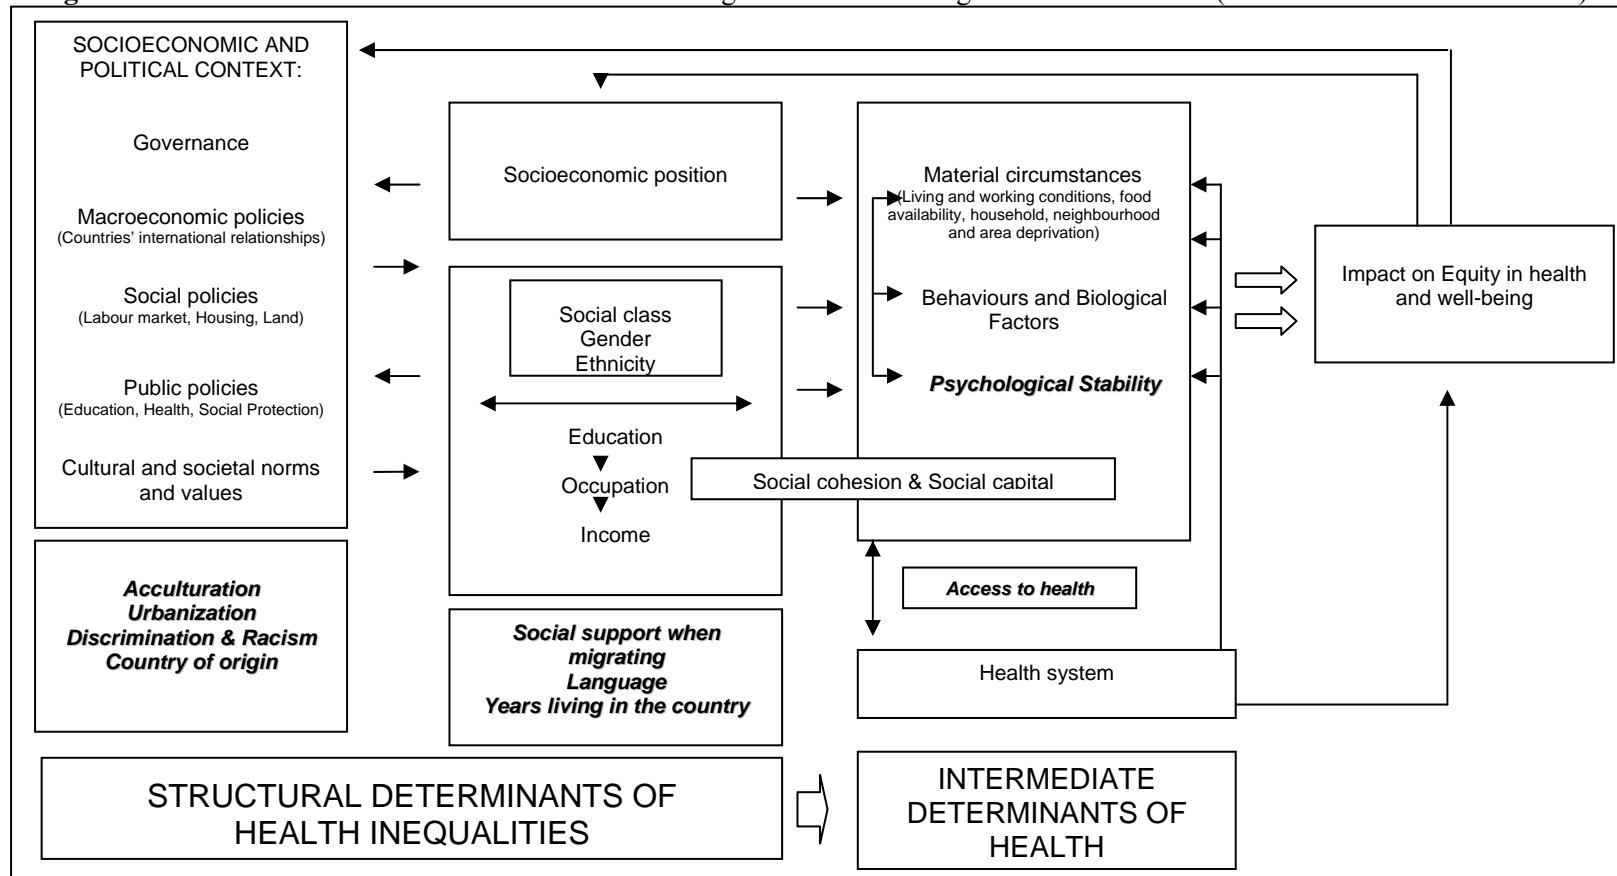 SOCIOECONOMIC AND
POLITICAL CONTEXT:
Governance
Macroeconomic policies
(Countries' international relationships)
Social policies
(Labour market, Housing, Land)
Public policies
(Education, Health, Social Protection)
Cultural and societal norms
and values
Acculturation
Urbanization
Discrimination & Racism
Country of origin
Socioeconomic position
Social class
Gender
Ethnicity
Education
Occupation
Income
Social support when
migrating
Language
Years living in the country
Material circumstances
(Living and working conditions, food
availability, household, neighbourhood
and area deprivation)
Behaviours and Biological
Factors
Psychological Stability
Social cohesion & Social capital
Access to health
Health system
Impact on Equity in health
and well-being
STRUCTURAL DETERMINANTS OF
HEALTH INEQUALITIES
INTERMEDIATE
DETERMINANTS OF
HEALTH